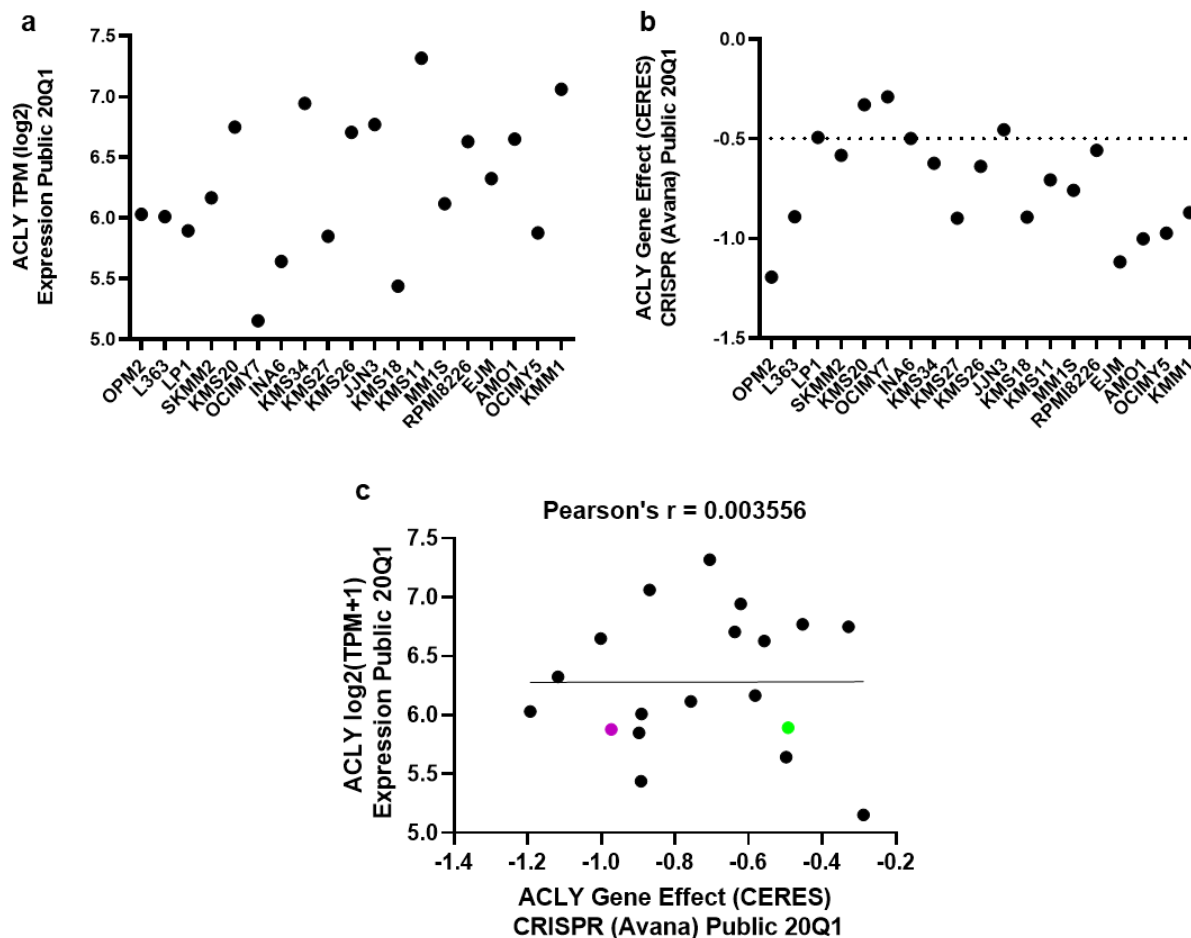 a
ACLY TPM (log2)
Expression Public 20Q1
7.5
7.0
6.5
6.0
5.5
5.0
OPM2
L363
LP1
SKMM2
KMS20
OCIMY7
INA6
KMS34
KMS27
KMS26
JJN3
KMS18
KMS11
MM1S
RPMI8226
EJM
AMO1
OCIMY5
KMM1
b
ACLY Gene Effect (CERES)
CRISPR (Avana) Public 20Q1
0.0
-0.5
-1.0
-1.5
OPM2
L363
LP1
SKMM2
KMS20
OCIMY7
INA6
KMS34
KMS27
KMS26
JJN3
KMS18
KMS11
MM1S
RPMI8226
EJM
AMO1
OCIMY5
KMM1
c
Pearson's r = 0.003556
ACLY log2(TPM+1)
Expression Public 20Q1
7.5
7.0
6.5
6.0
5.5
5.0
-1.4 -1.2 -1.0 -0.8 -0.6 -0.4 -0.2
ACLY Gene Effect (CERES)
CRISPR (Avana) Public 20Q1